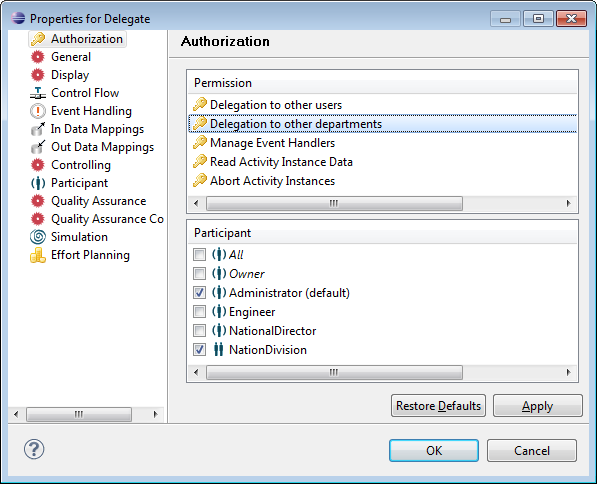 Properties for Delegate
Authorization
General
Display
Control Flow
Event Handling
In Data Mappings
Out Data Mappings
Controlling
Participant
Quality Assurance
Quality Assurance Co
Simulation
Effort Planning
Authorization
Permission
Delegation to other users
Delegation to other departments
Manage Event Handlers
Read Activity Instance Data
Abort Activity Instances
Participant
All
Owner
Administrator (default)
Engineer
NationalDirector
NationDivision
Restore Defaults
Apply
?
OK
Cancel